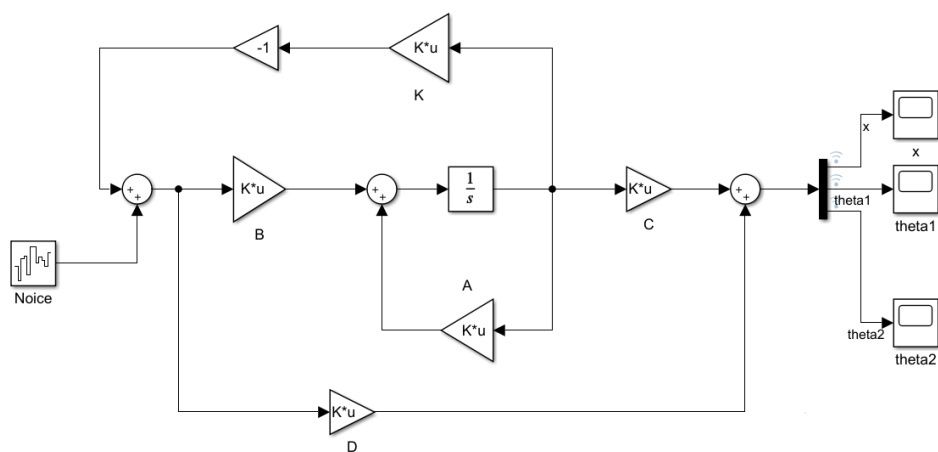 -1
K*u
K
x
x
+
+
K*u
B
+
+
1
s
K*u
C
+
+
theta1
theta1
Noice
A
K*u
theta2
theta2
K*u
D